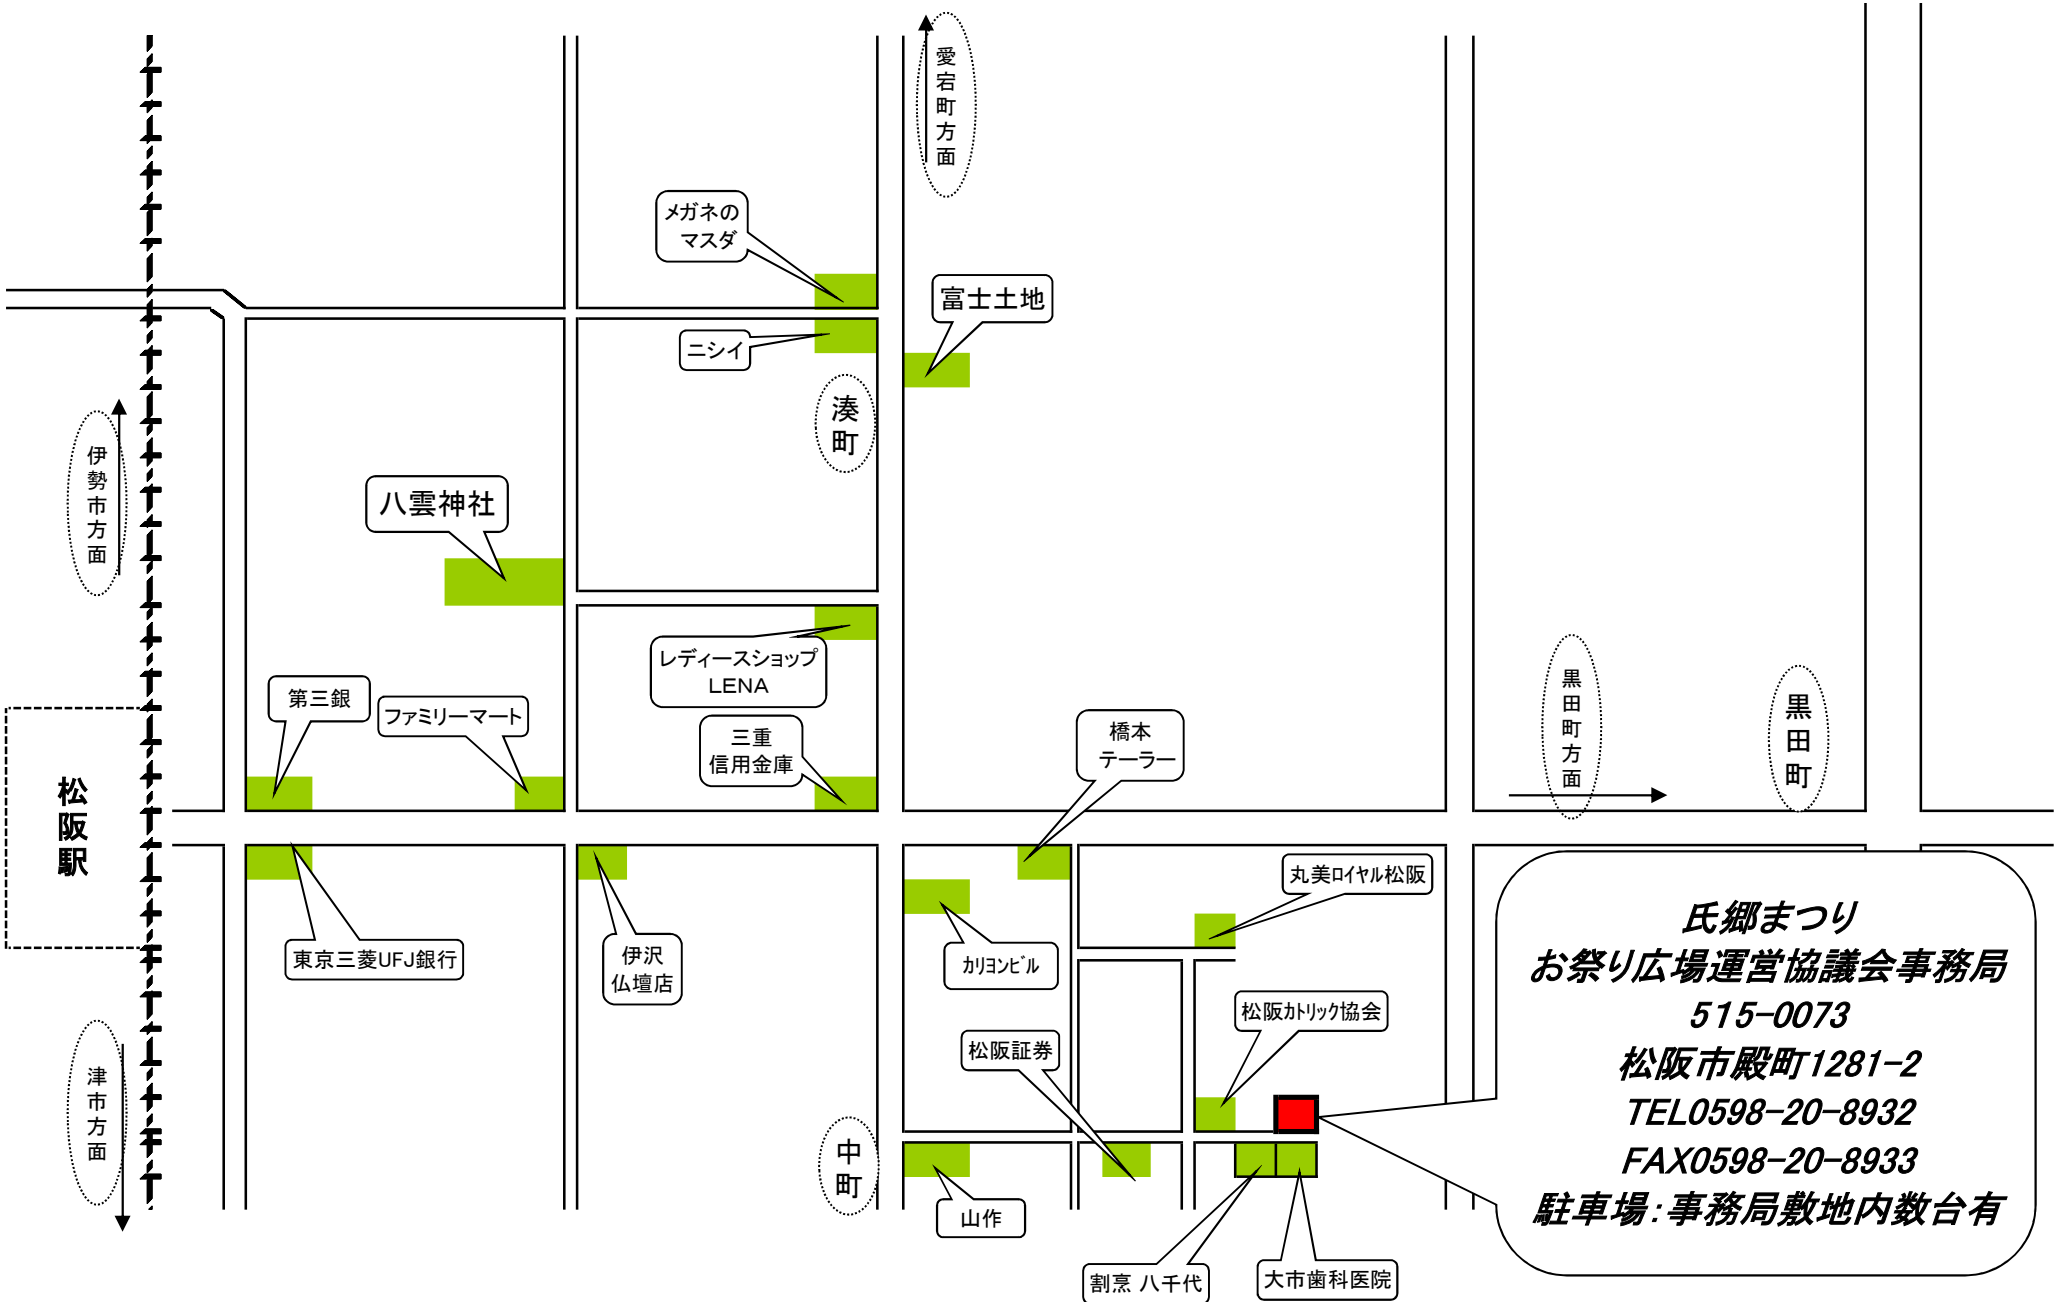 愛宕町方面
メガネの
マスダ
富士土地
ニシイ
湊町
伊勢市方面
八雲神社
レディースショップ
LENA
第三銀
ファミリーマート
三重
信用金庫
橋本
テーラー
黒田町方面
黒田町
松阪駅
丸美ロイヤル松阪
東京三菱UFJ銀行
伊沢
仏壇店
カリヨンビル
松阪カトリック協会
松阪証券
津市方面
中町
山作
割烹 八千代
大市歯科医院
氏郷まつり
お祭り広場運営協議会事務局
515-0073
松阪市殿町1281-2
TEL0598-20-8932
FAX0598-20-8933
駐車場:事務局敷地内数台有